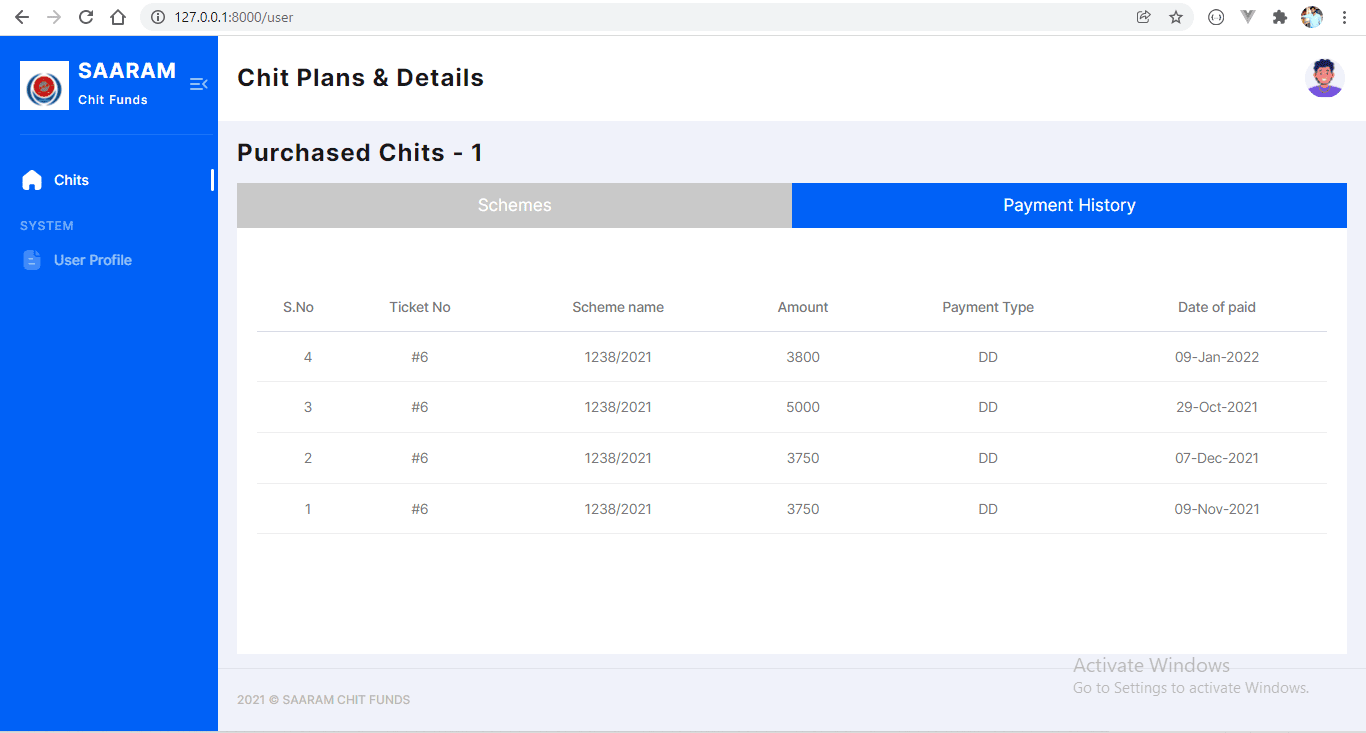 127.0.0.1:8000/user
SAARAM
Chit Funds
Chits
SYSTEM
User Profile
Chit Plans & Details
Purchased Chits - 1
Schemes Payment History
S.No Ticket No Scheme name Amount Payment Type Date of paid
4 #6 1238/2021 3800 DD 09-Jan-2022
3 #6 1238/2021 5000 DD 29-Oct-2021
2 #6 1238/2021 3750 DD 07-Dec-2021
1 #6 1238/2021 3750 DD 09-Nov-2021
Activate Windows
Go to Settings to activate Windows.
2021 © SAARAM CHIT FUNDS